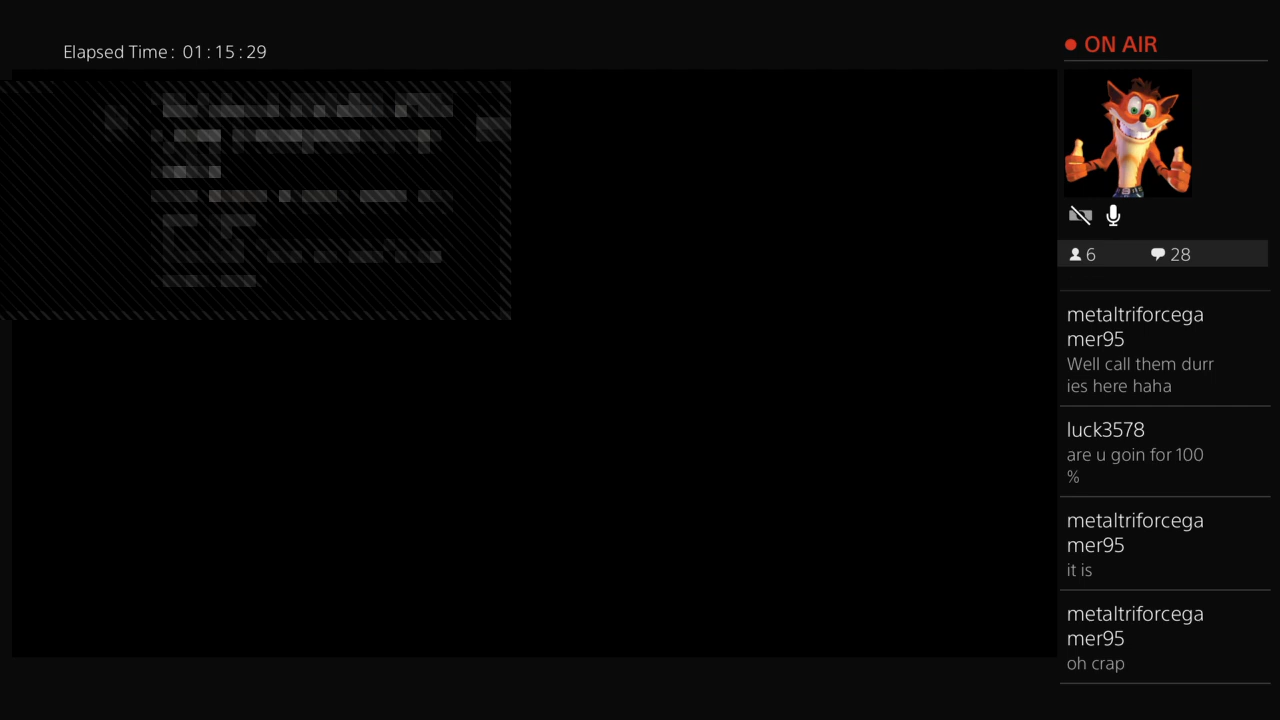 Elapsed Time: 01:15:29
ON AIR
6 28
metaltriforcega
mer95
Well call them durr
ies here haha
luck3578
are u goin for 100
%
metaltriforcega
mer95
it is
metaltriforcega
mer95
oh crap